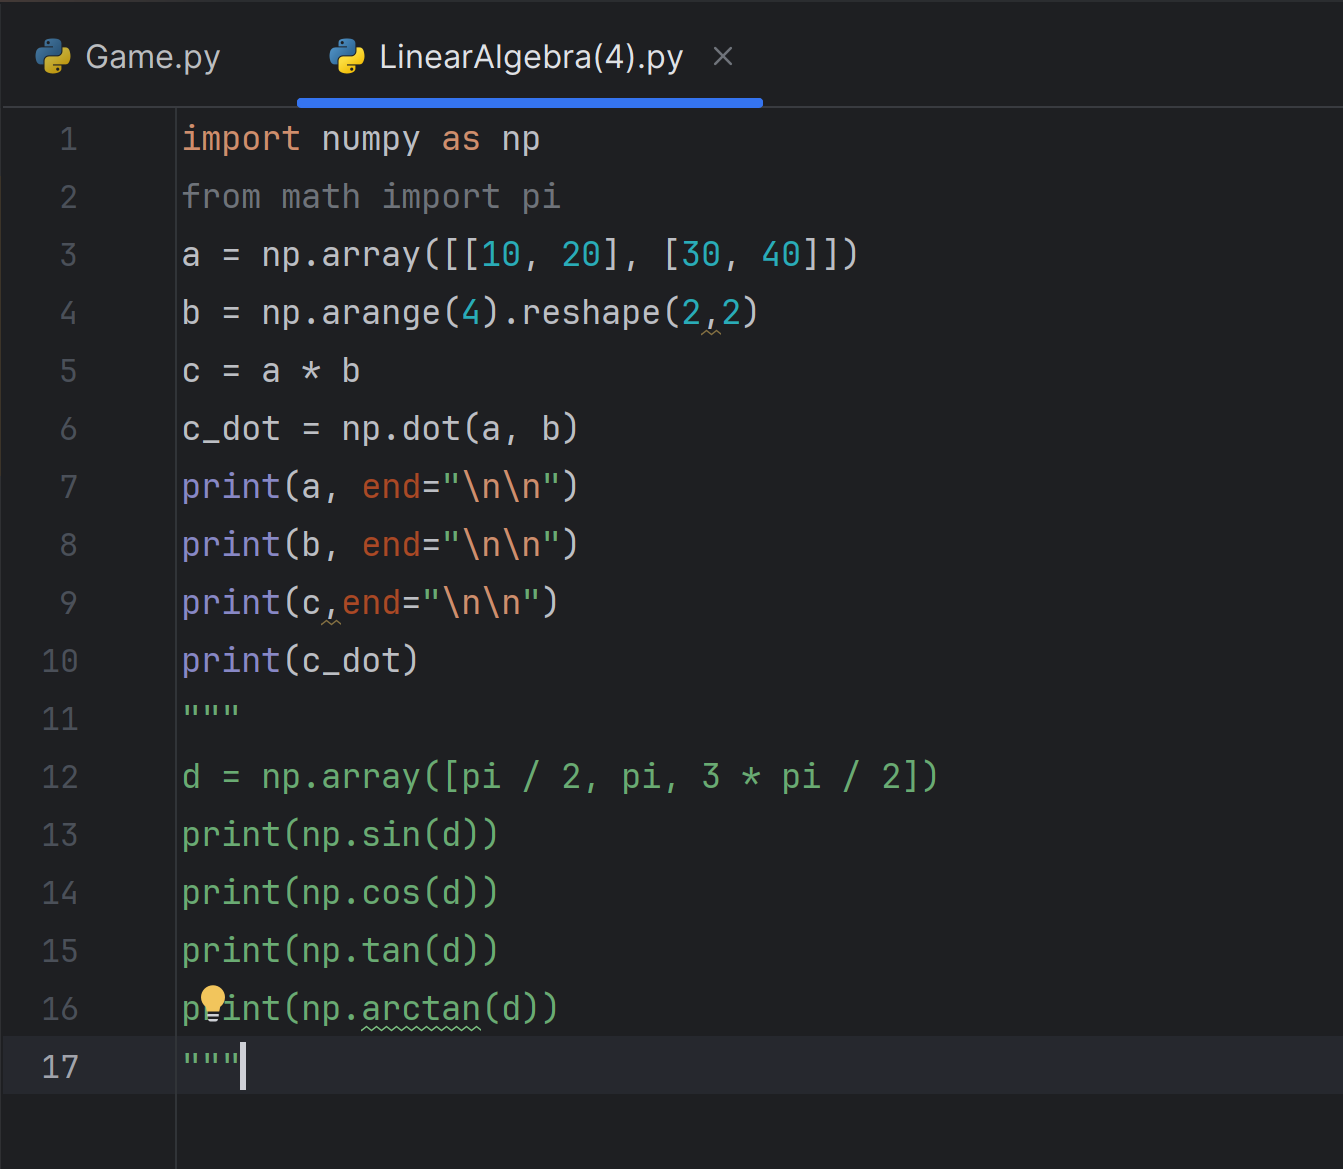 Game.py LinearAlgebra(4).py
1 import numpy as np
2 from math import pi
3 a = np.array([[10, 20], [30, 40]])
4 b = np.arange(4).reshape(2,2)
5 c = a * b
6 c_dot = np.dot(a, b)
7 print(a, end="\n\n")
8 print(b, end="\n\n")
9 print(c,end="\n\n")
10 print(c_dot)
11 """
12 d = np.array([pi / 2, pi, 3 * pi / 2])
13 print(np.sin(d))
14 print(np.cos(d))
15 print(np.tan(d))
16 print(np.arctan(d))
17 """